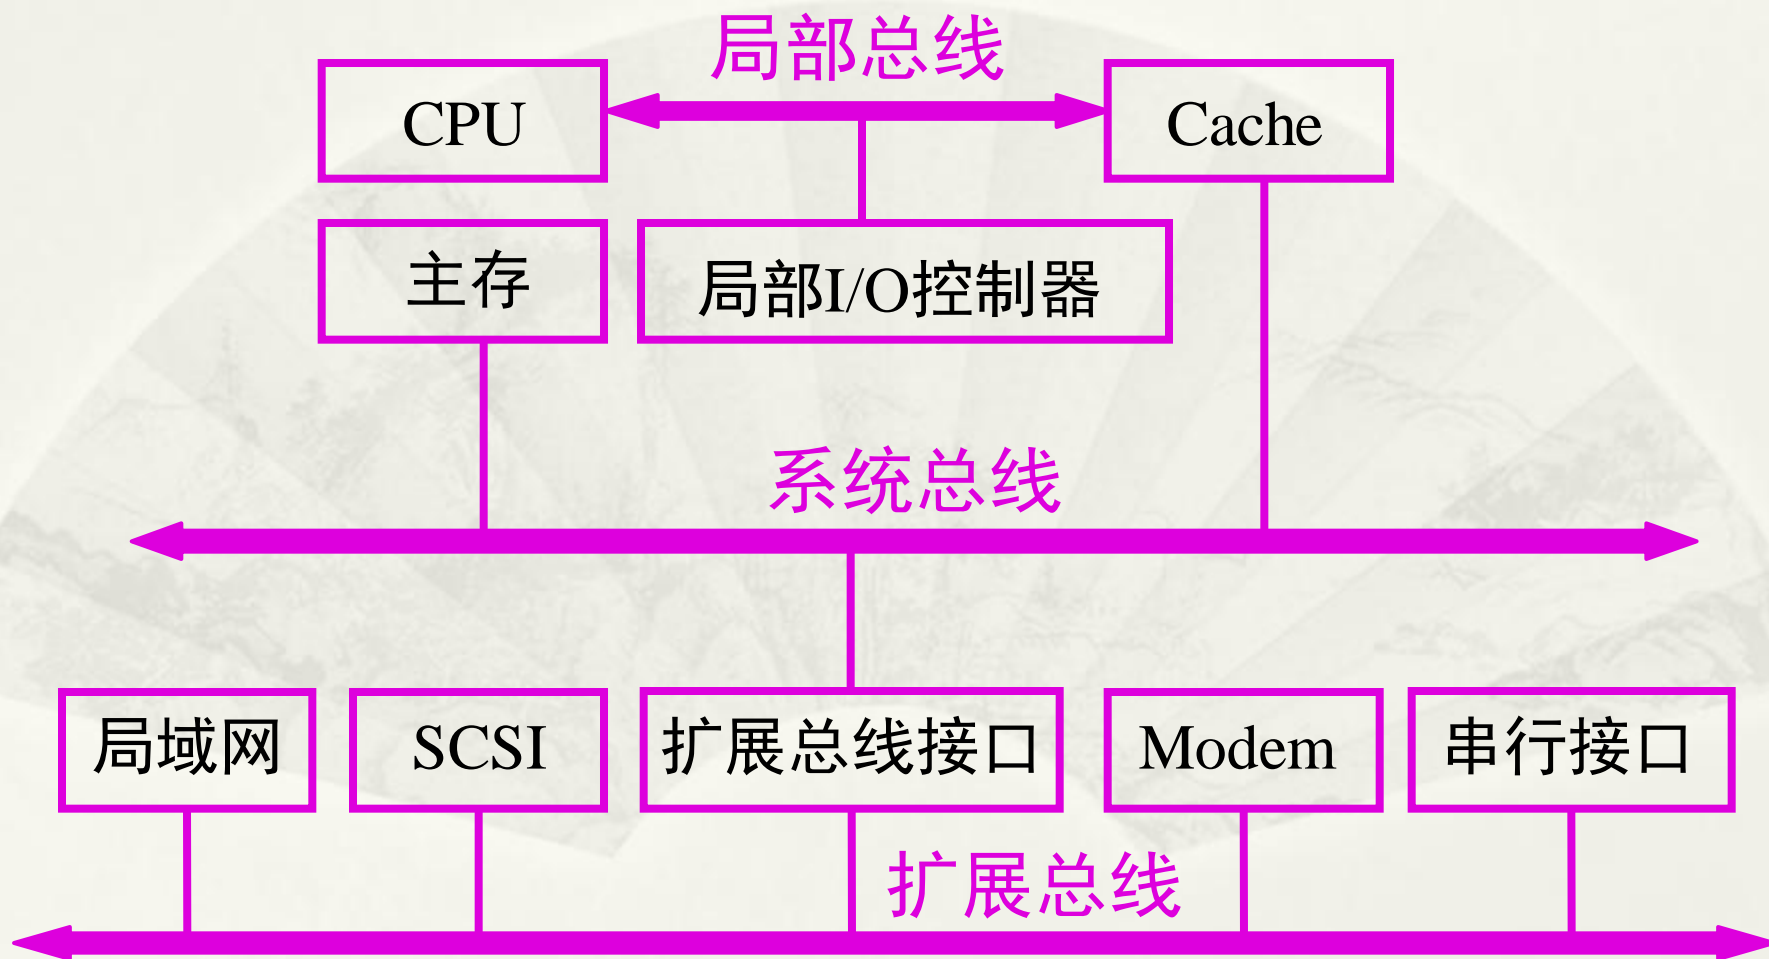 局部总线
CPU
Cache
主存
局部I/O控制器
系统总线
局域网
SCSI
扩展总线接口
Modem
串行接口
扩展总线